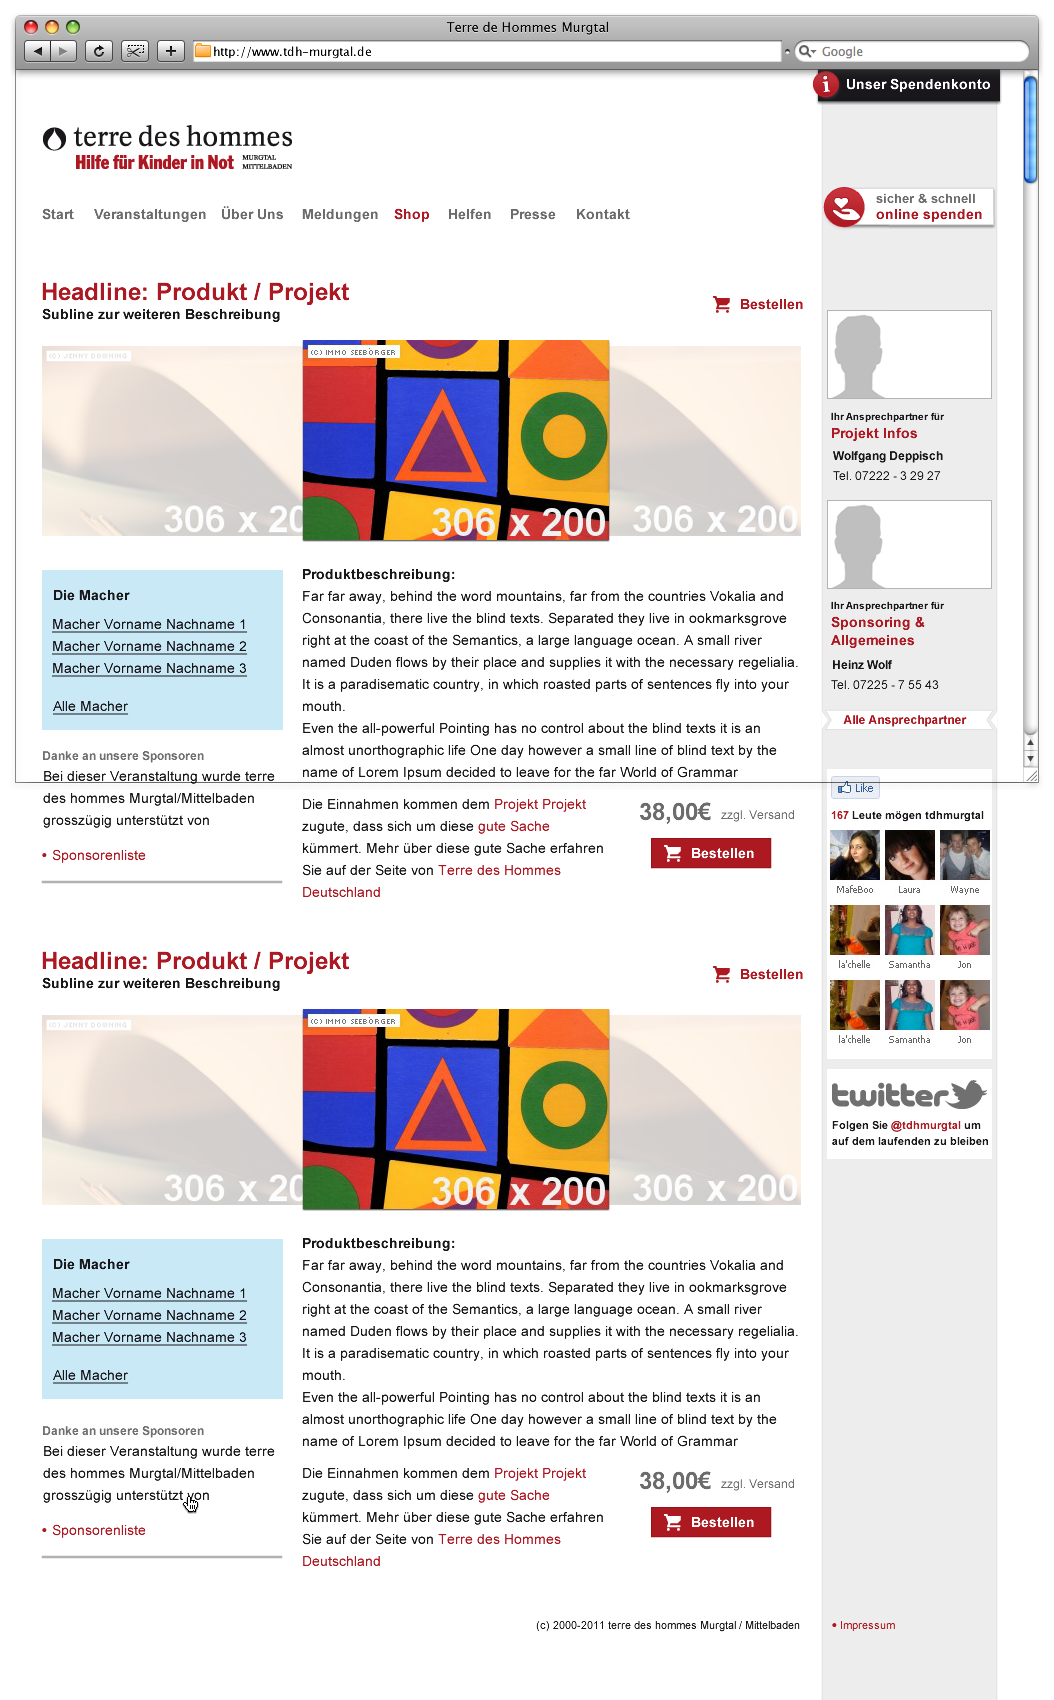 Terre de Hommes Murgtal
http://www.tdh-murgtal.de
Google
Unser Spendenkonto
terre des hommes
Hilfe für Kinder in Not
MURGTAL
MITTELBADEN
sicher & schnell
online spenden
Start Veranstaltungen Über Uns Meldungen Shop Helfen Presse Kontakt
Headline: Produkt / Projekt
Subline zur weiteren Beschreibung
Bestellen
(C) JENNY DOWNING
(C) IMMO SEEBÖRGER
306 x 20
306 x 200
306 x 200
Die Macher
Macher Vorname Nachname 1
Macher Vorname Nachname 2
Macher Vorname Nachname 3
Alle Macher
Danke an unsere Sponsoren
Bei dieser Veranstaltung wurde terre
des hommes Murgtal/Mittelbaden
grosszügig unterstützt von
• Sponsorenliste
Produktbeschreibung:
Far far away, behind the word mountains, far from the countries Vokalia and
Consonantia, there live the blind texts. Separated they live in ookmarksgrove
right at the coast of the Semantics, a large language ocean. A small river
named Duden flows by their place and supplies it with the necessary regelialia.
It is a paradisematic country, in which roasted parts of sentences fly into your
mouth.
Even the all-powerful Pointing has no control about the blind texts it is an
almost unorthographic life One day however a small line of blind text by the
name of Lorem Ipsum decided to leave for the far World of Grammar
Die Einnahmen kommen dem Projekt Projekt
zugute, dass sich um diese gute Sache
kümmert. Mehr über diese gute Sache erfahren
Sie auf der Seite von Terre des Hommes
Deutschland
38,00€ zzgl. Versand
Bestellen
Ihr Ansprechpartner für
Projekt Infos
Wolfgang Deppisch
Tel. 07222 - 3 29 27
Ihr Ansprechpartner für
Sponsoring &
Allgemeines
Heinz Wolf
Tel. 07225 - 7 55 43
Alle Ansprechpartner
Like
167 Leute mögen tdhmurgtal
MafeBoo Laura Wayne
la'chelle Samantha Jon
la'chelle Samantha Jon
twitter
Folgen Sie @tdhmurgtal um
auf dem laufenden zu bleiben
Headline: Produkt / Projekt
Subline zur weiteren Beschreibung
Bestellen
(C) JENNY DOWNING
(C) IMMO SEEBÖRGER
306 x 20
306 x 200
306 x 200
Die Macher
Macher Vorname Nachname 1
Macher Vorname Nachname 2
Macher Vorname Nachname 3
Alle Macher
Danke an unsere Sponsoren
Bei dieser Veranstaltung wurde terre
des hommes Murgtal/Mittelbaden
grosszügig unterstützt von
• Sponsorenliste
Produktbeschreibung:
Far far away, behind the word mountains, far from the countries Vokalia and
Consonantia, there live the blind texts. Separated they live in ookmarksgrove
right at the coast of the Semantics, a large language ocean. A small river
named Duden flows by their place and supplies it with the necessary regelialia.
It is a paradisematic country, in which roasted parts of sentences fly into your
mouth.
Even the all-powerful Pointing has no control about the blind texts it is an
almost unorthographic life One day however a small line of blind text by the
name of Lorem Ipsum decided to leave for the far World of Grammar
Die Einnahmen kommen dem Projekt Projekt
zugute, dass sich um diese gute Sache
kümmert. Mehr über diese gute Sache erfahren
Sie auf der Seite von Terre des Hommes
Deutschland
38,00€ zzgl. Versand
Bestellen
(c) 2000-2011 terre des hommes Murgtal / Mittelbaden
• Impressum